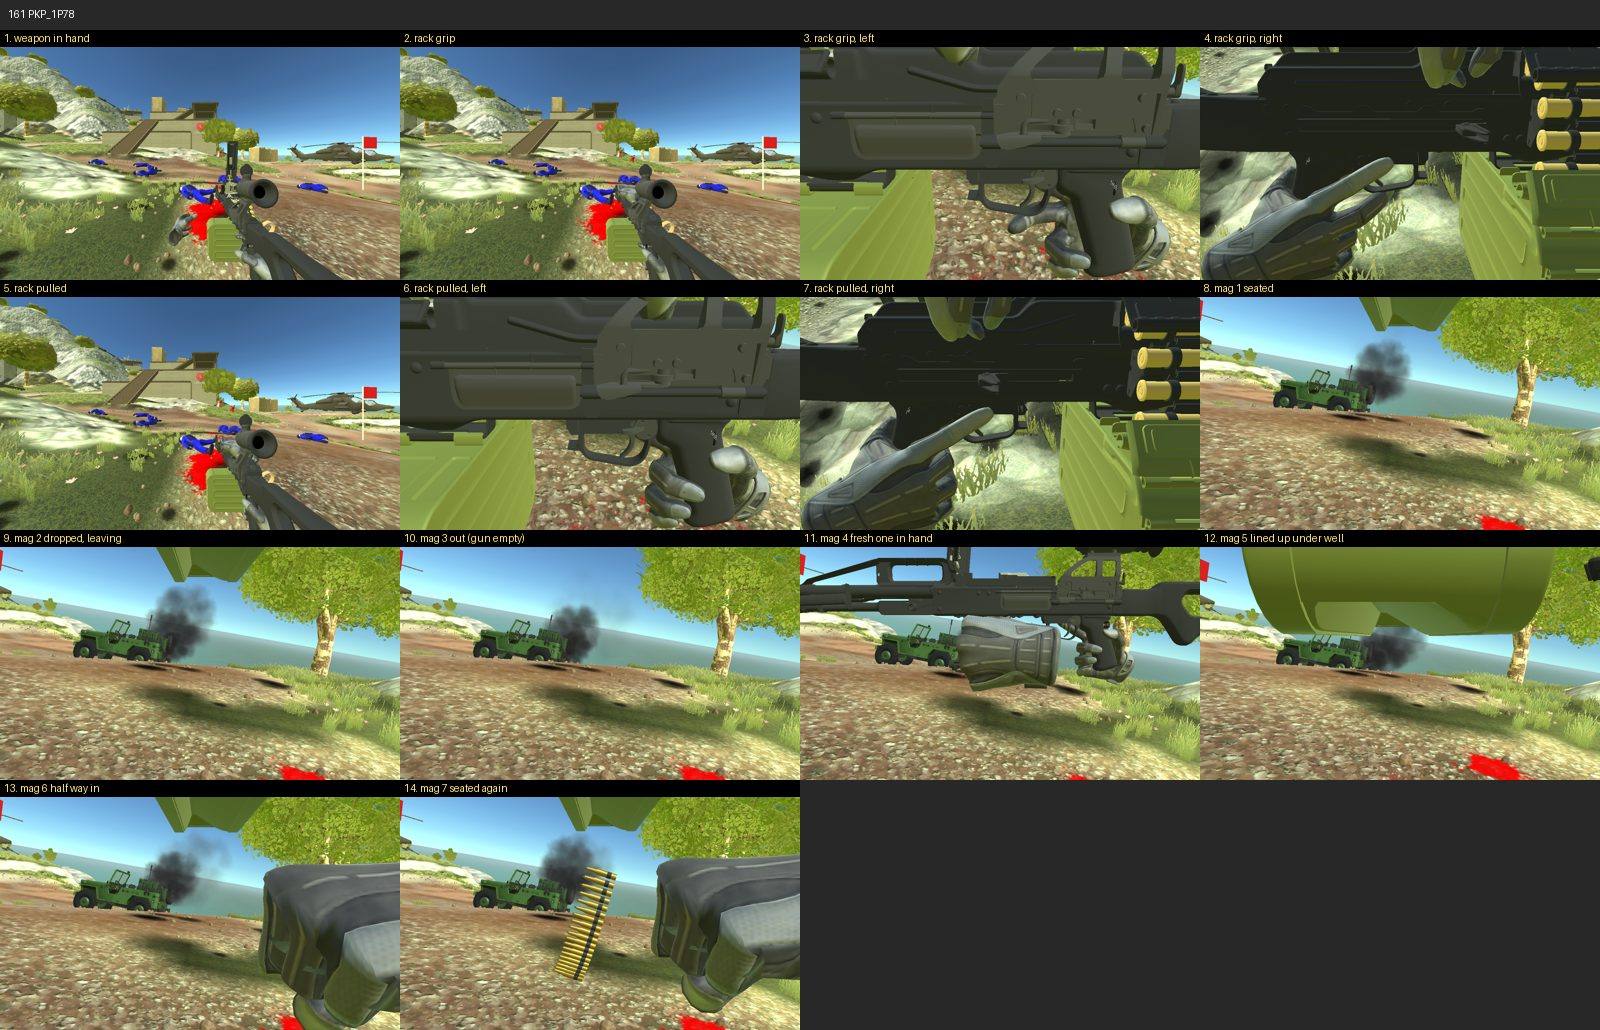 161 PKP_1P78
1. weapon in hand
2. rack grip
3. rack grip, left
4. rack grip, right
5. rack pulled
6. rack pulled, left
7. rack pulled, right
8. mag 1 seated
9. mag 2 dropped, leaving
10. mag 3 out (gun empty)
11. mag 4 fresh one in hand
12. mag 5 lined up under well
13. mag 6 half way in
14. mag 7 seated again